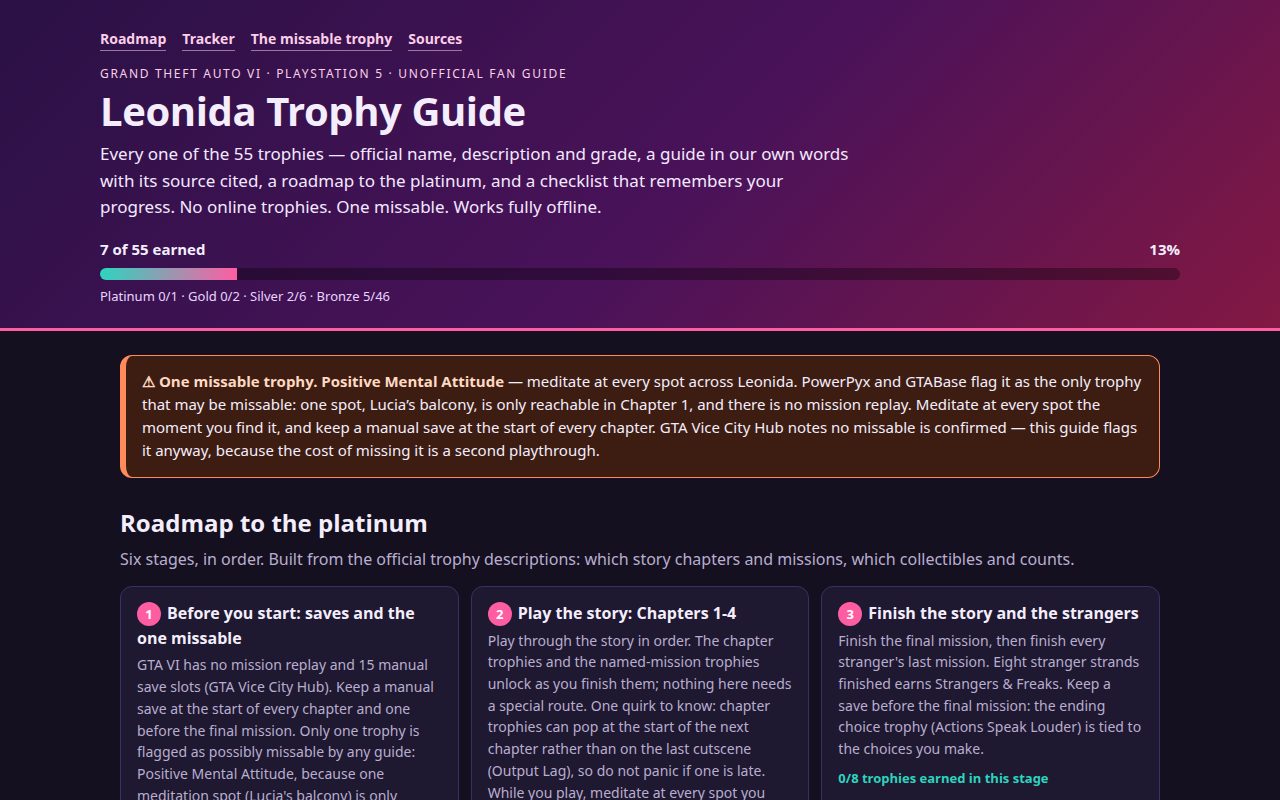 Roadmap Tracker The missable trophy Sources
GRAND THEFT AUTO VI · PLAYSTATION 5 · UNOFFICIAL FAN GUIDE
Leonida Trophy Guide
Every one of the 55 trophies — official name, description and grade, a guide in our own words
with its source cited, a roadmap to the platinum, and a checklist that remembers your
progress. No online trophies. One missable. Works fully offline.
7 of 55 earned 13%
Platinum 0/1 · Gold 0/2 · Silver 2/6 · Bronze 5/46
⚠ One missable trophy. Positive Mental Attitude — meditate at every spot across Leonida. PowerPyx and GTABase flag it as the only trophy
that may be missable: one spot, Lucia’s balcony, is only reachable in Chapter 1, and there is no mission replay. Meditate at every spot the
moment you find it, and keep a manual save at the start of every chapter. GTA Vice City Hub notes no missable is confirmed — this guide flags
it anyway, because the cost of missing it is a second playthrough.
Roadmap to the platinum
Six stages, in order. Built from the official trophy descriptions: which story chapters and missions, which collectibles and counts.
1 Before you start: saves and the
one missable
GTA VI has no mission replay and 15 manual
save slots (GTA Vice City Hub). Keep a manual
save at the start of every chapter and one
before the final mission. Only one trophy is
flagged as possibly missable by any guide:
Positive Mental Attitude, because one
meditation spot (Lucia's balcony) is only
2 Play the story: Chapters 1-4
Play through the story in order. The chapter
trophies and the named-mission trophies
unlock as you finish them; nothing here needs
a special route. One quirk to know: chapter
trophies can pop at the start of the next
chapter rather than on the last cutscene
(Output Lag), so do not panic if one is late.
While you play, meditate at every spot you
3 Finish the story and the strangers
Finish the final mission, then finish every
stranger's last mission. Eight stranger strands
finished earns Strangers & Freaks. Keep a
save before the final mission: the ending
choice trophy (Actions Speak Louder) is tied to
the choices you make.
0/8 trophies earned in this stage